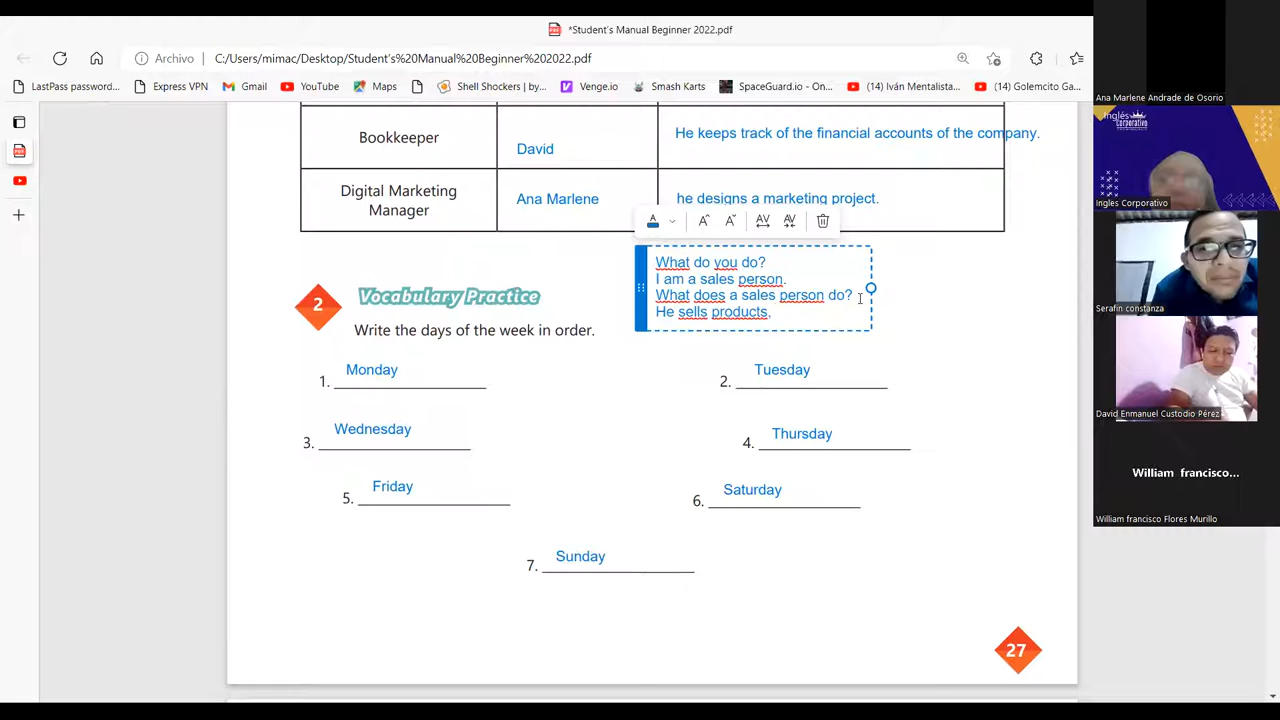 *Student's Manual Beginner 2022.pdf
Archivo
C:/Users/mimac/Desktop/Student's%20Manual%20Beginner%202022.pdf
LastPass password...
Express VPN
Gmail
YouTube
Maps
Shell Shockers | by...
Venge.io
Smash Karts
SpaceGuard.io - On...
(14) Iván Mentalista...
(14) Golemcito Ga...
Bookkeeper
David
He keeps track of the financial accounts of the company.
Digital Marketing
Manager
Ana Marlene
he designs a marketing project.
What do you do?
I am a sales person.
What does a sales person do?
He sells products,
2
Vocabulary Practice
Write the days of the week in order.
1. Monday
2. Tuesday
3. Wednesday
4. Thursday
5. Friday
6. Saturday
7. Sunday
27
Ana Marlene Andrade de Osorio
Inglés
Corporativo
Ingles Corporativo
Serafin constanza
David Enmanuel Custodio Pérez
William francisco...
William francisco Flores Murillo